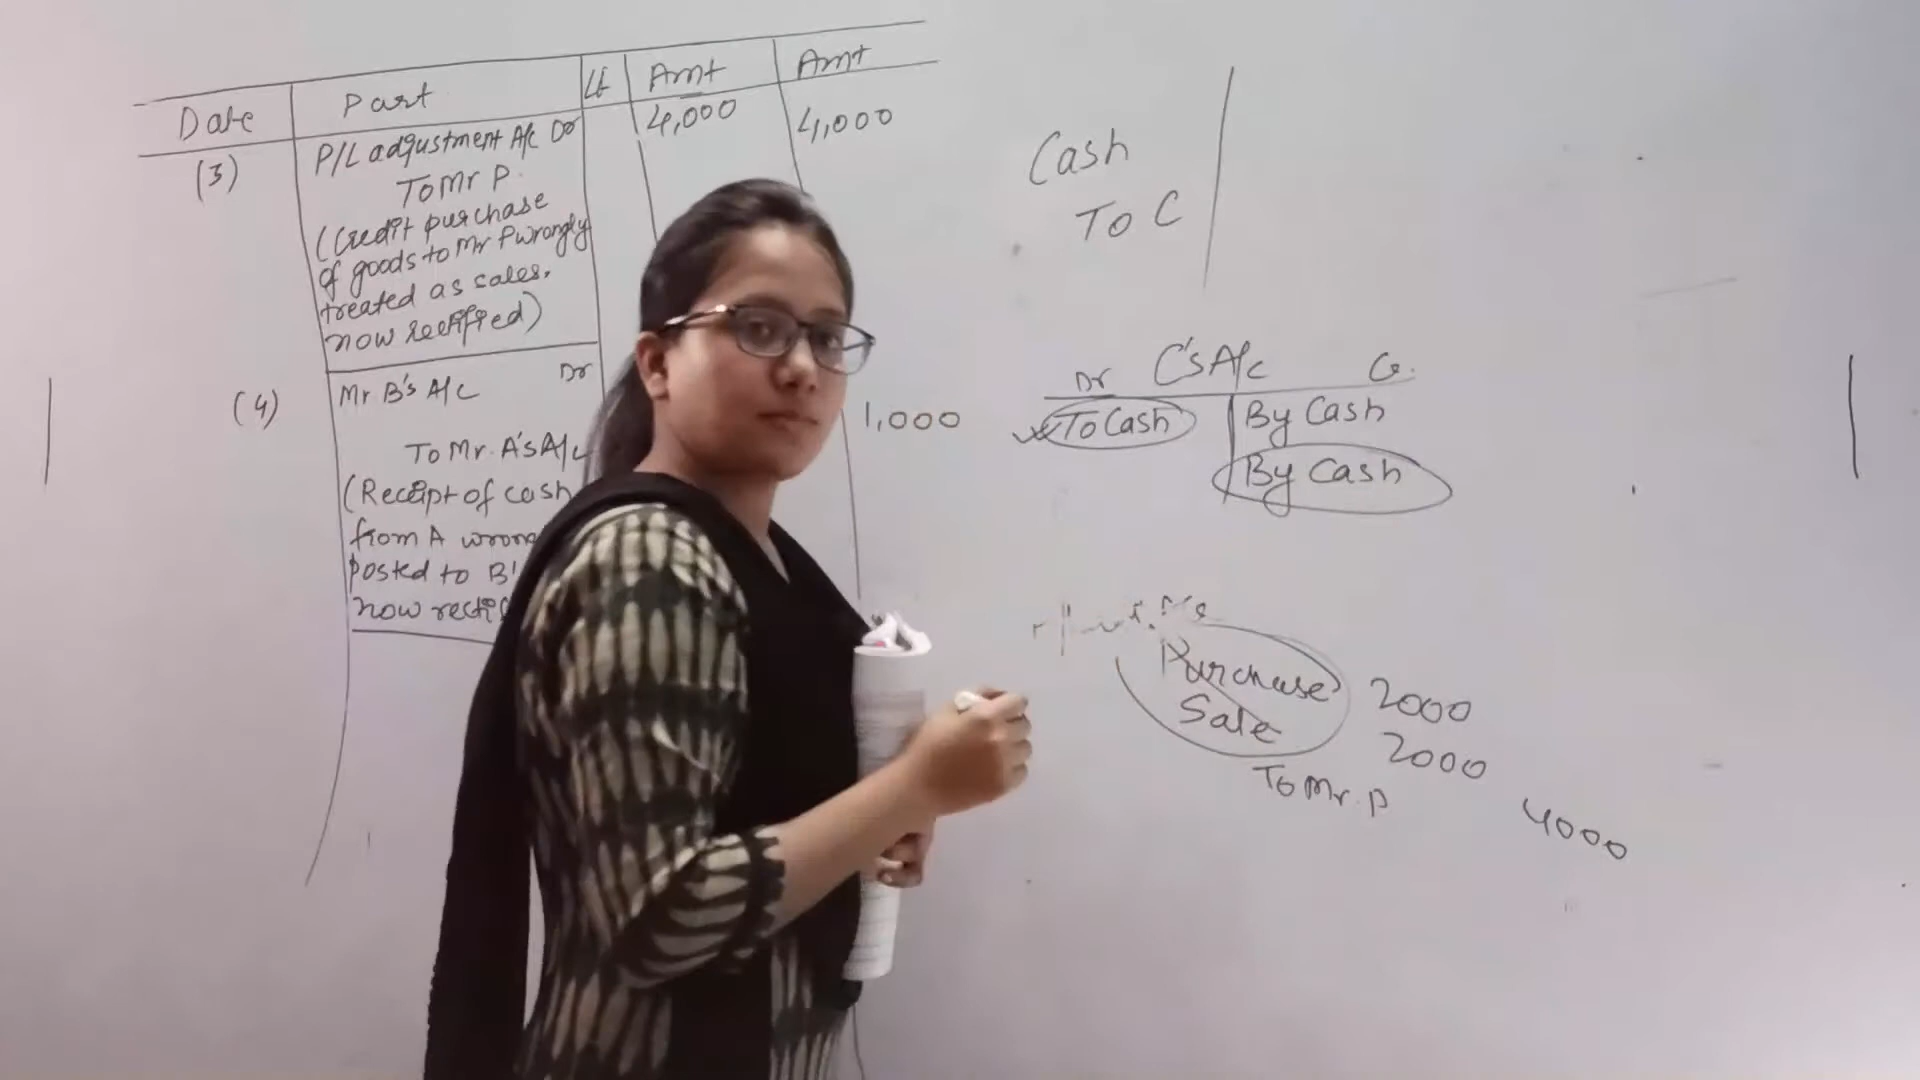 Date Part LF Amt Amt
(3) P/L adjustment A/c Dr 4,000 4,000
To Mr P.
(Credit purchase
of goods to Mr P wrongly
treated as sales.
now rectified)
(4) Mr B's A/c Dr
1,000
To Mr. A's A/c
(Receipt of cash
from A wrong
posted to B'
now rectif
Cash
To C
Dr C's A/c Cr.
To Cash By Cash
By Cash
Purchase 2000
Sale 2000
To Mr. P
4000